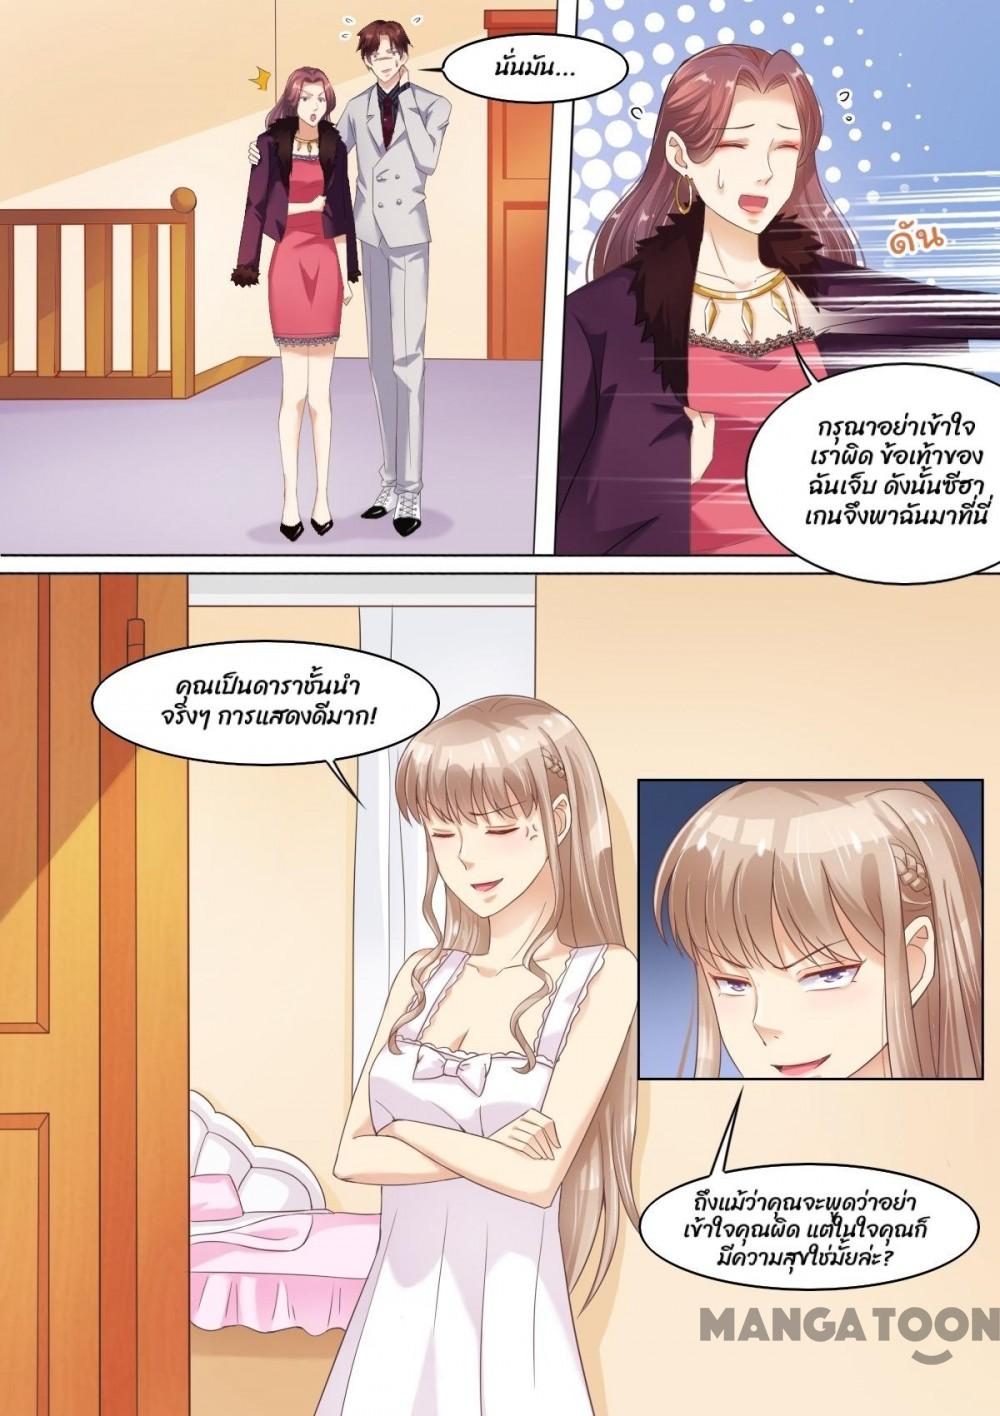 นั่นมัน...
ดัน
กรุณาอย่าเข้าใจ
เราผิด ข้อเท้าของ
ฉันเจ็บ ดังนั้นซีฮา
เกนจึงพาฉันมาที่นี่
คุณเป็นดาราชั้นนำ
จริงๆ การแสดงดีมาก!
ถึงแม้ว่าคุณจะพูดว่าอย่า
เข้าใจคุณผิด แต่ในใจคุณก็
มีความสุขใช่มั้ยล่ะ?
MANGATOON